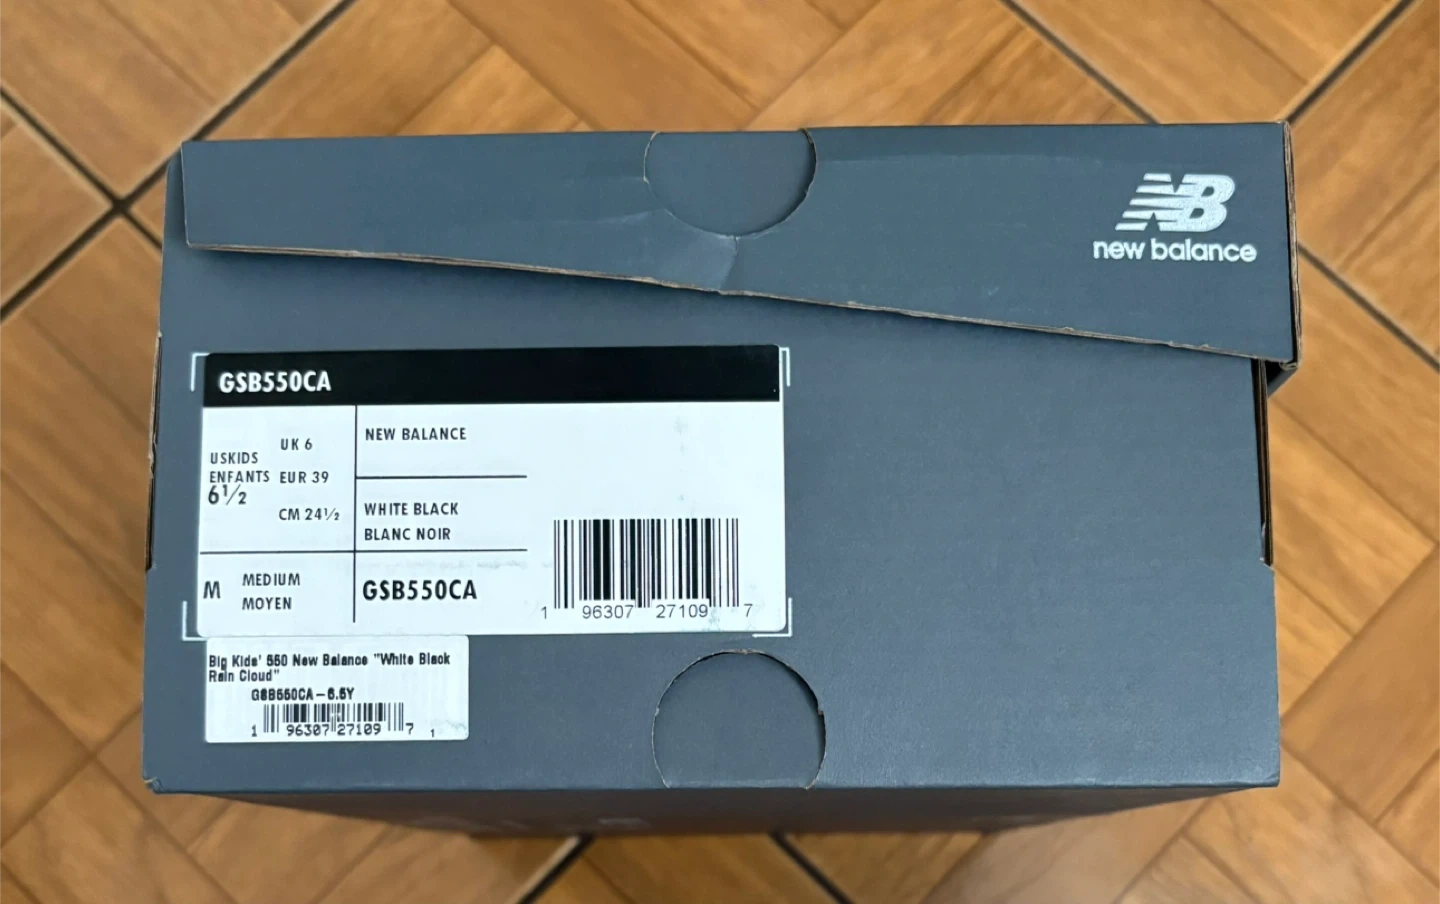 new balance
GSB550CA
USKIDS
ENFANTS
6½
UK 6
EUR 39
CM 24½
NEW BALANCE
WHITE BLACK
BLANC NOIR
M MEDIUM
MOYEN
GSB550CA
1 96307 27109 7
Big Kids' 550 New Balance "White Black
Rain Cloud"
GSB550CA-6.5Y
1 96307 27109 7 1